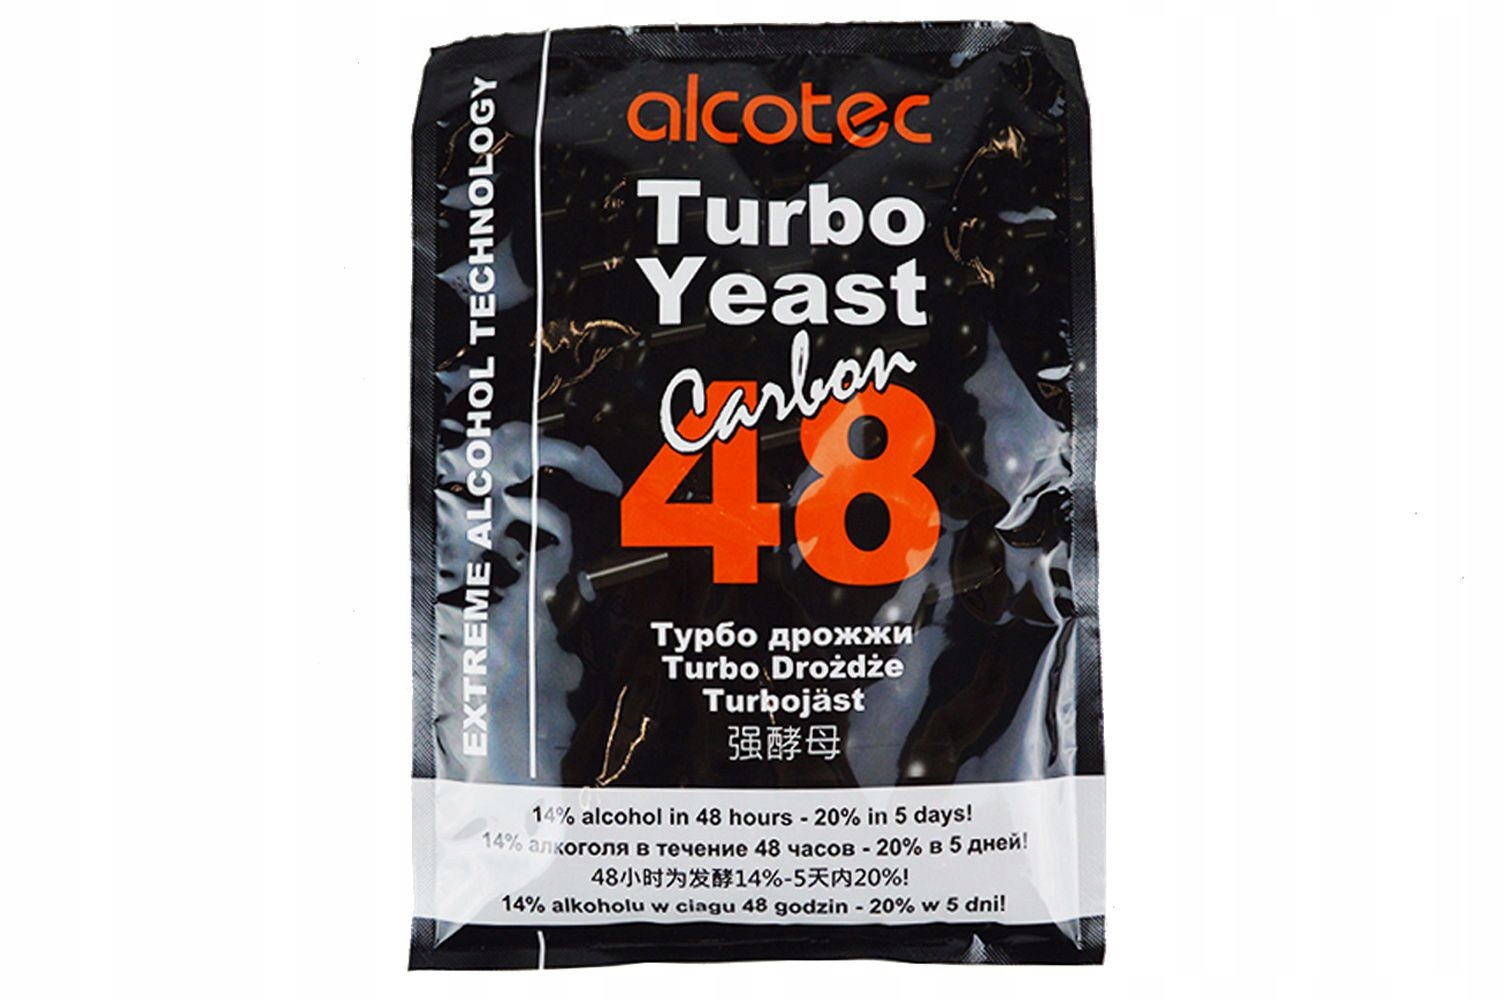 alcotec™
Turbo
Yeast
Carbon
48
EXTREME ALCOHOL TECHNOLOGY
Турбо дрожжи
Turbo Drożdże
Turbojäst
强酵母
14% alcohol in 48 hours - 20% in 5 days!
14% алкоголя в течение 48 часов - 20% в 5 дней!
48小时为发酵14%-5天内20%!
14% alkoholu w ciagu 48 godzin - 20% w 5 dni!